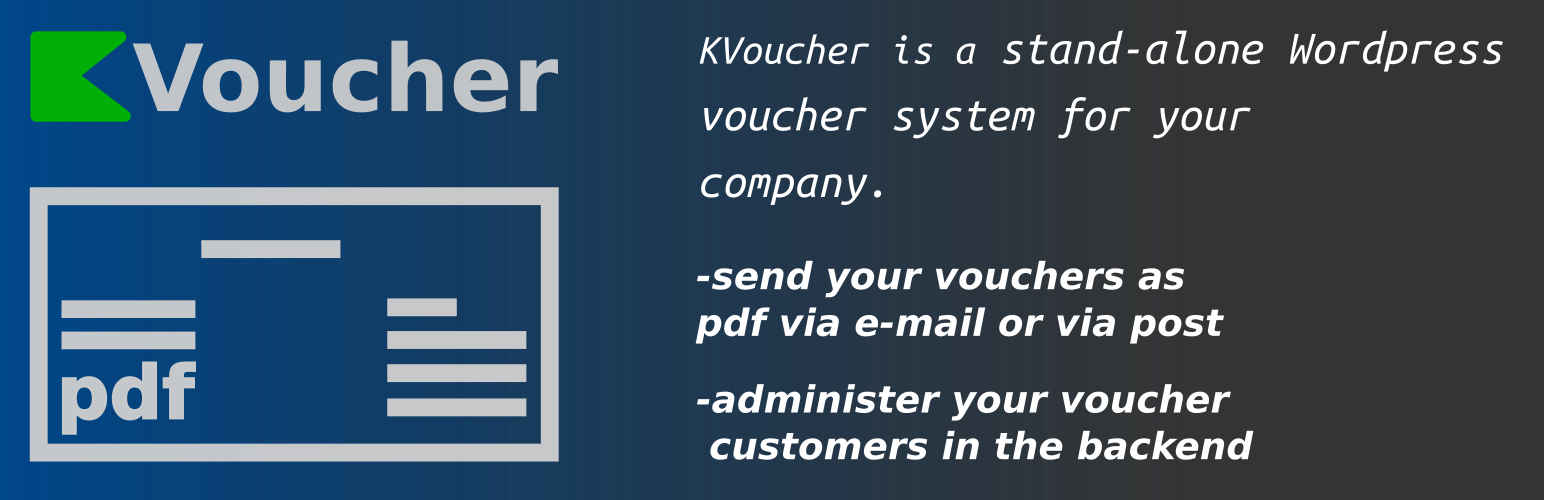 KVoucher
pdf
KVoucher is a stand-alone Wordpress
voucher system for your
company.
-send your vouchers as
pdf via e-mail or via post
-administer your voucher
customers in the backend